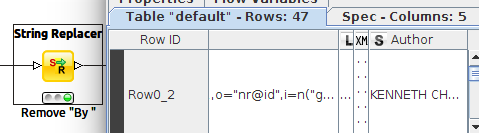 Properties Flow Variables
Table "default" - Rows: 47 Spec - Columns: 5
String Replacer
Row ID L XM S Author
S R
Row0_2 ,o="nr@id",i=n("g... ... KENNETH CH...
Remove "By "